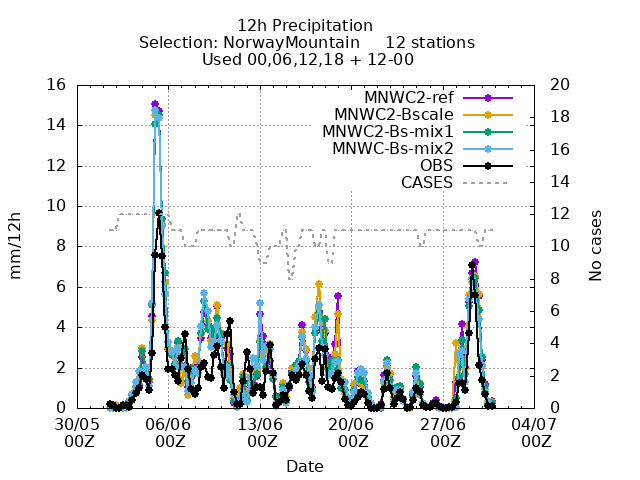 12h Precipitation
Selection: NorwayMountain 12 stations
Used 00,06,12,18 + 12-00
16 20
14 18
12 16
10 14
8 12
6 10
4 8
2 6
0 4
2
0
mm/12h
No cases
MNWC2-ref
MNWC2-Bscale
MNWC2-Bs-mix1
MNWC-Bs-mix2
OBS
CASES
30/05 06/06 13/06 20/06 27/06 04/07
00Z 00Z 00Z 00Z 00Z 00Z
Date